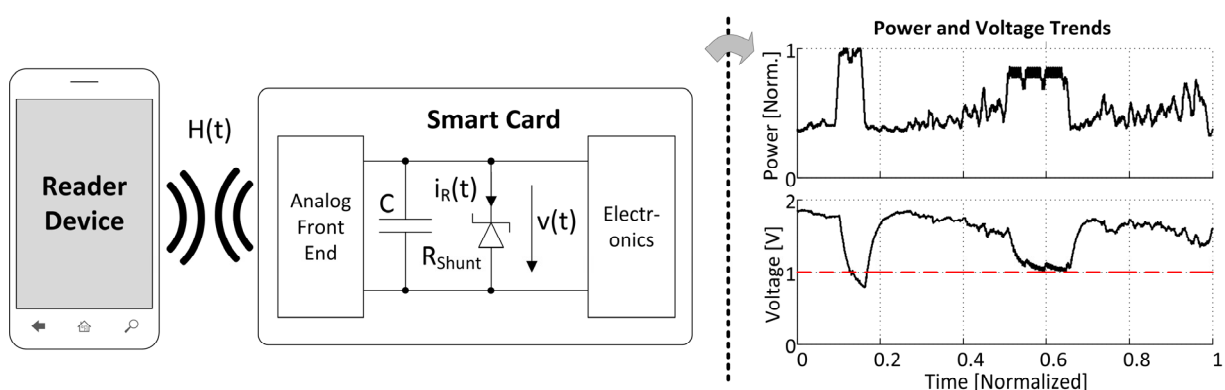 Reader
Device
H(t)
Smart Card
Analog
Front
End
C
i_R(t)
R_Shunt
v(t)
Electr-
onics
Power and Voltage Trends
Power [Norm.]
1
0
Voltage [V]
2
1
0
0 0.2 0.4 0.6 0.8 1
Time [Normalized]